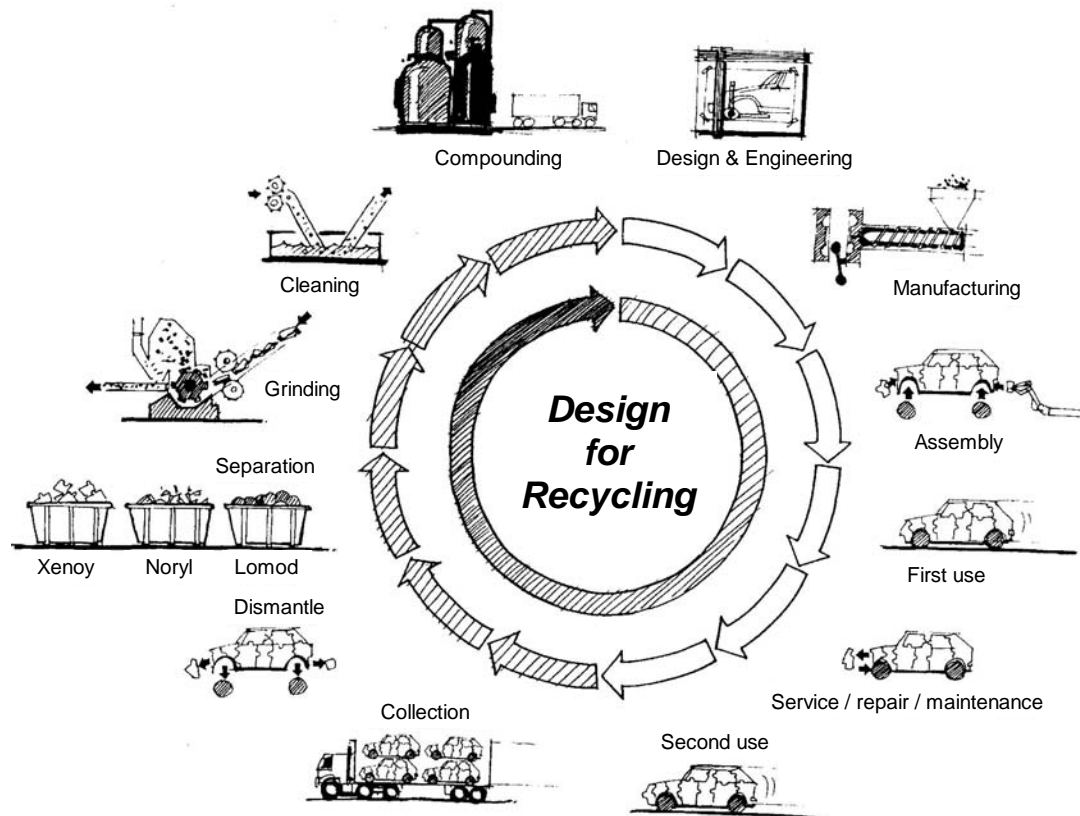 Compounding
Design & Engineering
Cleaning
Manufacturing
Grinding
Design
for
Recycling
Assembly
Separation
Xenoy Noryl Lomod
First use
Dismantle
Service / repair / maintenance
Collection
Second use